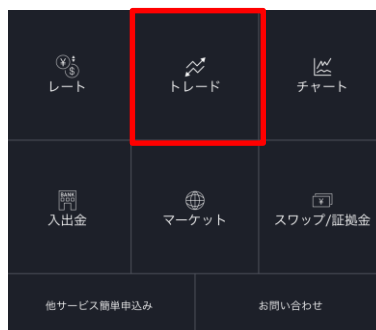 レート
トレード
チャート
BANK
入出金
マーケット
スワップ/証拠金
他サービス簡単申込み
お問い合わせ